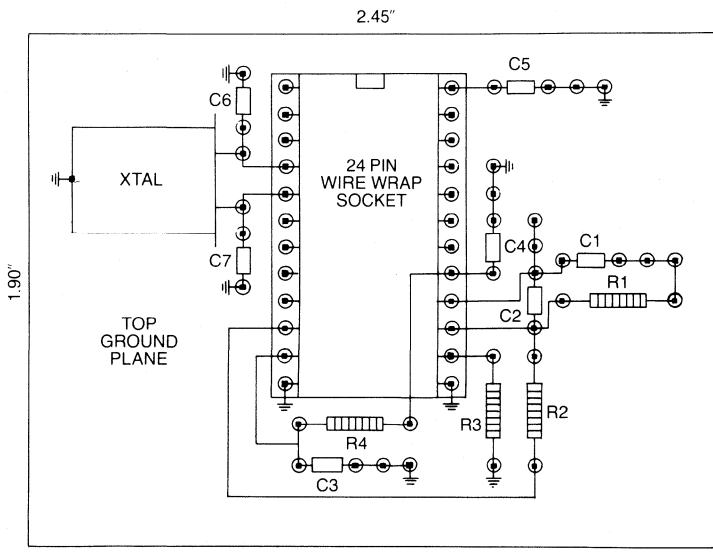 2.45″
C5
C6
XTAL
24 PIN
WIRE WRAP
SOCKET
C4
C1
C7
R1
1.90″
C2
TOP
GROUND
PLANE
R3
R2
R4
C3